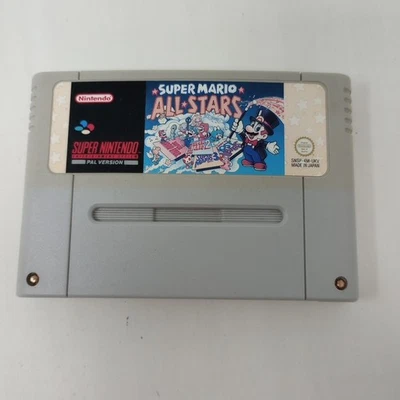 Nintendo
SUPER NINTENDO
PAL VERSION
SUPER MARIO
ALL·STARS
MADE IN JAPAN